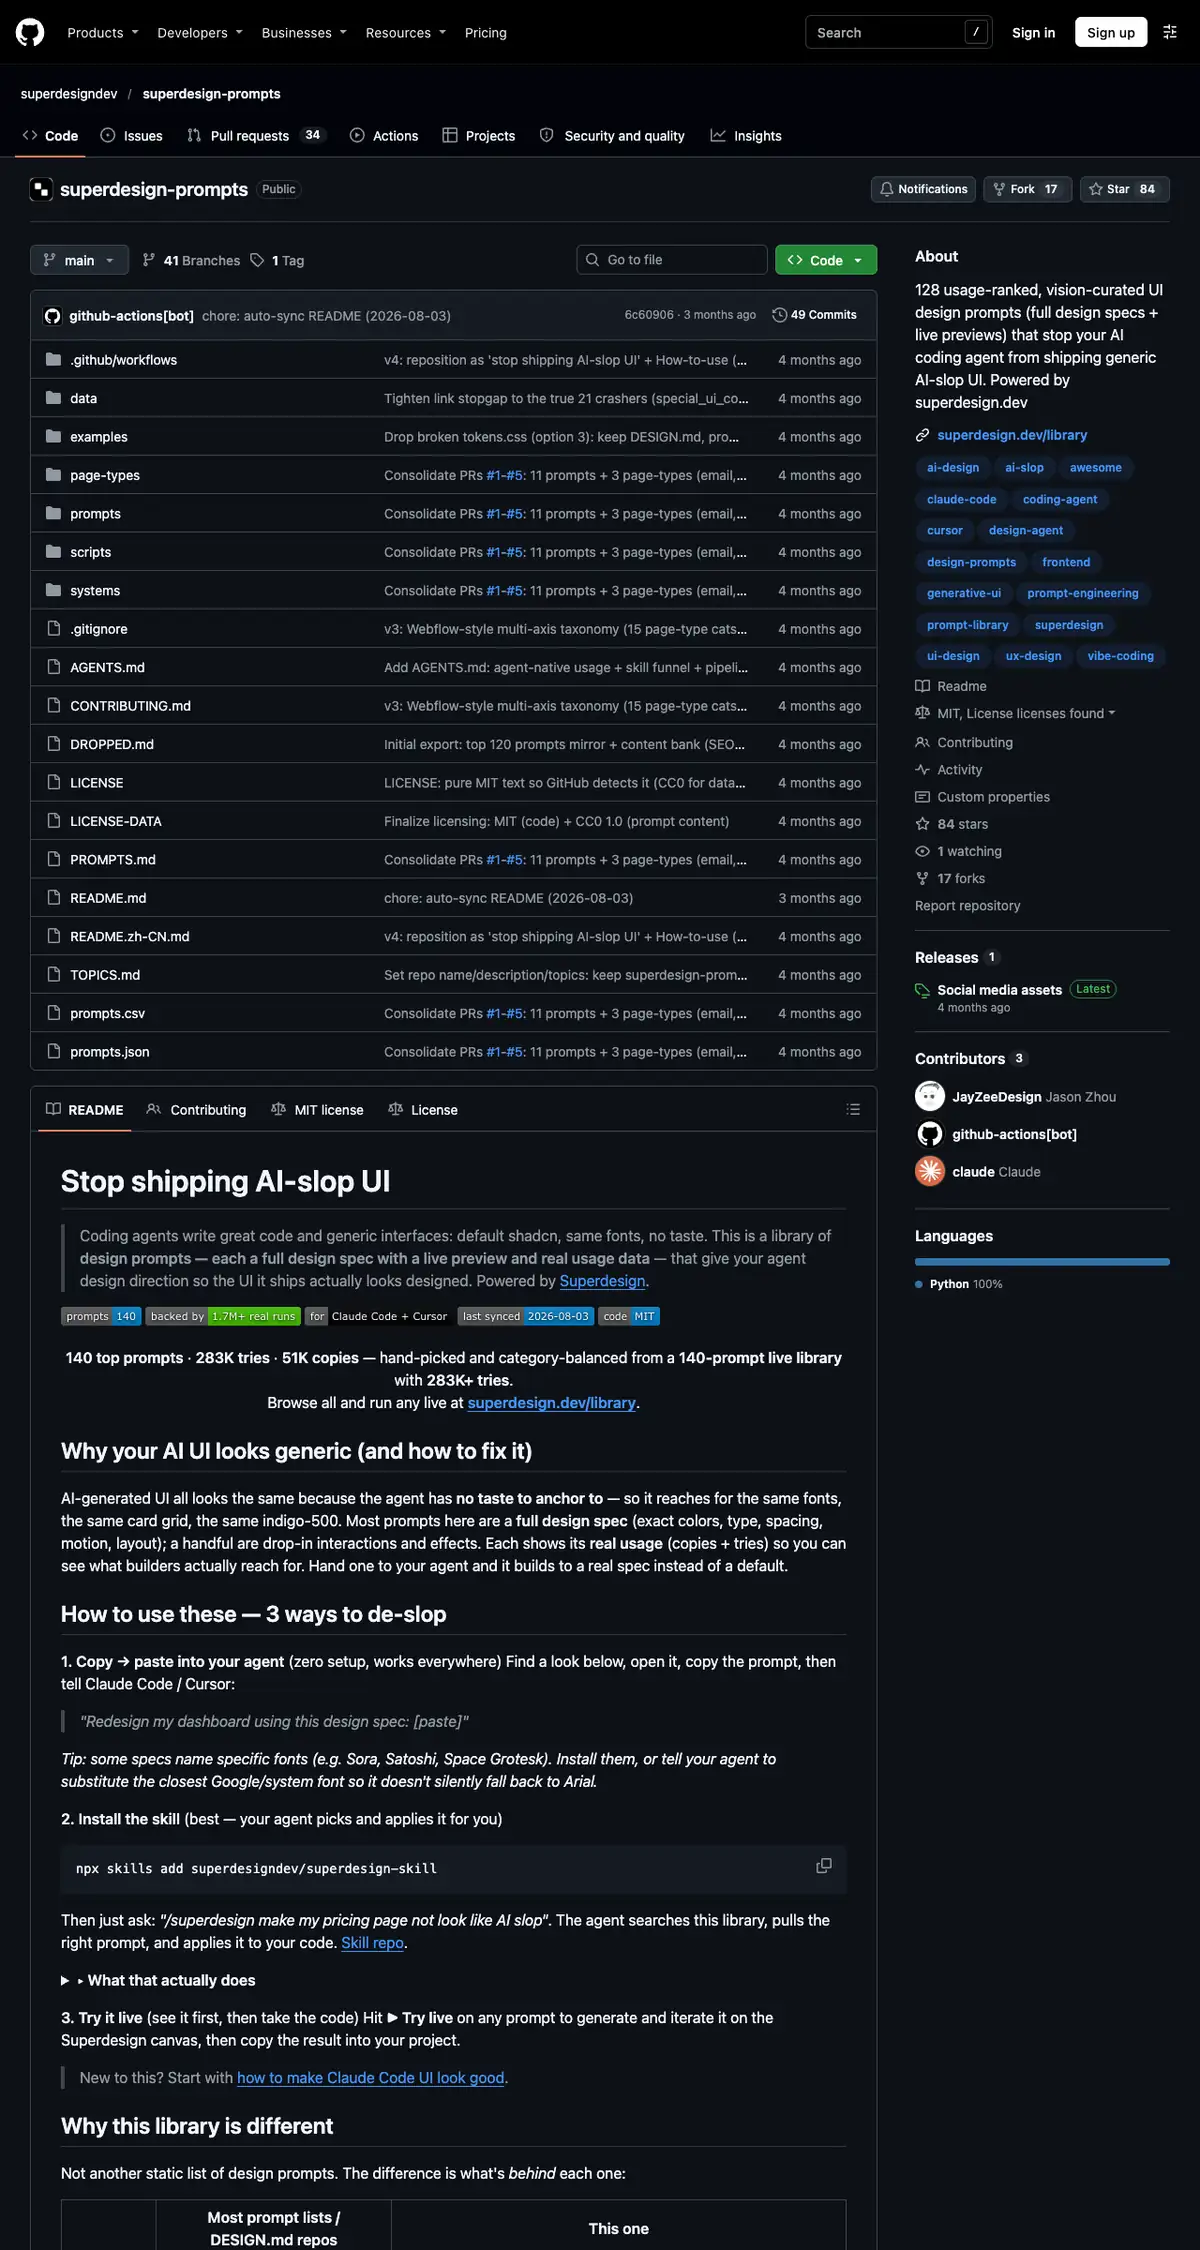 Products
Developers
Businesses
Resources
Pricing
Search
/
Sign in
Sign up
superdesigndev / superdesign-prompts
Code
Issues
Pull requests 34
Actions
Projects
Security and quality
Insights
superdesign-prompts Public
Notifications
Fork 17
Star 84
main
41 Branches
1 Tag
Go to file
Code
github-actions[bot] chore: auto-sync README (2026-08-03) 6c60906 · 3 months ago 49 Commits
.github/workflows v4: reposition as 'stop shipping AI-slop UI' + How-to-use (... 4 months ago
data Tighten link stopgap to the true 21 crashers (special_ui_co... 4 months ago
examples Drop broken tokens.css (option 3): keep DESIGN.md, pro... 4 months ago
page-types Consolidate PRs #1-#5: 11 prompts + 3 page-types (email,... 4 months ago
prompts Consolidate PRs #1-#5: 11 prompts + 3 page-types (email,... 4 months ago
scripts Consolidate PRs #1-#5: 11 prompts + 3 page-types (email,... 4 months ago
systems Consolidate PRs #1-#5: 11 prompts + 3 page-types (email,... 4 months ago
.gitignore v3: Webflow-style multi-axis taxonomy (15 page-type cats... 4 months ago
AGENTS.md Add AGENTS.md: agent-native usage + skill funnel + pipeli... 4 months ago
CONTRIBUTING.md v3: Webflow-style multi-axis taxonomy (15 page-type cats... 4 months ago
DROPPED.md Initial export: top 120 prompts mirror + content bank (SEO... 4 months ago
LICENSE LICENSE: pure MIT text so GitHub detects it (CC0 for data... 4 months ago
LICENSE-DATA Finalize licensing: MIT (code) + CC0 1.0 (prompt content) 4 months ago
PROMPTS.md Consolidate PRs #1-#5: 11 prompts + 3 page-types (email,... 4 months ago
README.md chore: auto-sync README (2026-08-03) 3 months ago
README.zh-CN.md v4: reposition as 'stop shipping AI-slop UI' + How-to-use (... 4 months ago
TOPICS.md Set repo name/description/topics: keep superdesign-prom... 4 months ago
prompts.csv Consolidate PRs #1-#5: 11 prompts + 3 page-types (email,... 4 months ago
prompts.json Consolidate PRs #1-#5: 11 prompts + 3 page-types (email,... 4 months ago
README
Contributing
MIT license
License
Stop shipping AI-slop UI
Coding agents write great code and generic interfaces: default shadcn, same fonts, no taste. This is a library of
design prompts — each a full design spec with a live preview and real usage data — that give your agent
design direction so the UI it ships actually looks designed. Powered by Superdesign.
prompts 140 backed by 1.7M+ real runs for Claude Code + Cursor last synced 2026-08-03 code MIT
140 top prompts · 283K tries · 51K copies — hand-picked and category-balanced from a 140-prompt live library
with 283K+ tries.
Browse all and run any live at superdesign.dev/library.
Why your AI UI looks generic (and how to fix it)
AI-generated UI all looks the same because the agent has no taste to anchor to — so it reaches for the same fonts,
the same card grid, the same indigo-500. Most prompts here are a full design spec (exact colors, type, spacing,
motion, layout); a handful are drop-in interactions and effects. Each shows its real usage (copies + tries) so you can
see what builders actually reach for. Hand one to your agent and it builds to a real spec instead of a default.
How to use these — 3 ways to de-slop
1. Copy → paste into your agent (zero setup, works everywhere) Find a look below, open it, copy the prompt, then
tell Claude Code / Cursor:
"Redesign my dashboard using this design spec: [paste]"
Tip: some specs name specific fonts (e.g. Sora, Satoshi, Space Grotesk). Install them, or tell your agent to
substitute the closest Google/system font so it doesn't silently fall back to Arial.
2. Install the skill (best — your agent picks and applies it for you)
npx skills add superdesigndev/superdesign-skill
Then just ask: "/superdesign make my pricing page not look like AI slop". The agent searches this library, pulls the
right prompt, and applies it to your code. Skill repo.
▶ ▸ What that actually does
3. Try it live (see it first, then take the code) Hit ▶ Try live on any prompt to generate and iterate it on the
Superdesign canvas, then copy the result into your project.
New to this? Start with how to make Claude Code UI look good.
Why this library is different
Not another static list of design prompts. The difference is what's behind each one:
Most prompt lists /
DESIGN.md repos
This one
About
128 usage-ranked, vision-curated UI
design prompts (full design specs +
live previews) that stop your AI
coding agent from shipping generic
AI-slop UI. Powered by
superdesign.dev
superdesign.dev/library
ai-design ai-slop awesome
claude-code coding-agent
cursor design-agent
design-prompts frontend
generative-ui prompt-engineering
prompt-library superdesign
ui-design ux-design vibe-coding
Readme
MIT, License licenses found
Contributing
Activity
Custom properties
84 stars
1 watching
17 forks
Report repository
Releases 1
Social media assets Latest
4 months ago
Contributors 3
JayZeeDesign Jason Zhou
github-actions[bot]
claude Claude
Languages
Python 100%